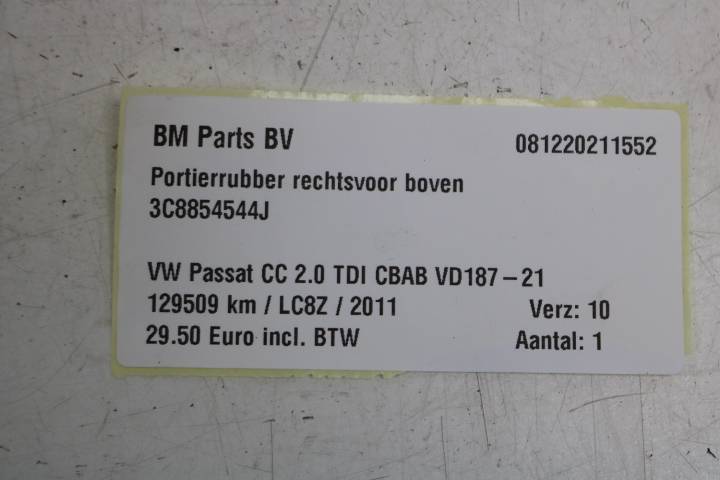 BM Parts BV 081220211552
Portierrubber rechtsvoor boven
3C8854544J
VW Passat CC 2.0 TDI CBAB VD187-21
129509 km / LC8Z / 2011 Verz: 10
29.50 Euro incl. BTW Aantal: 1